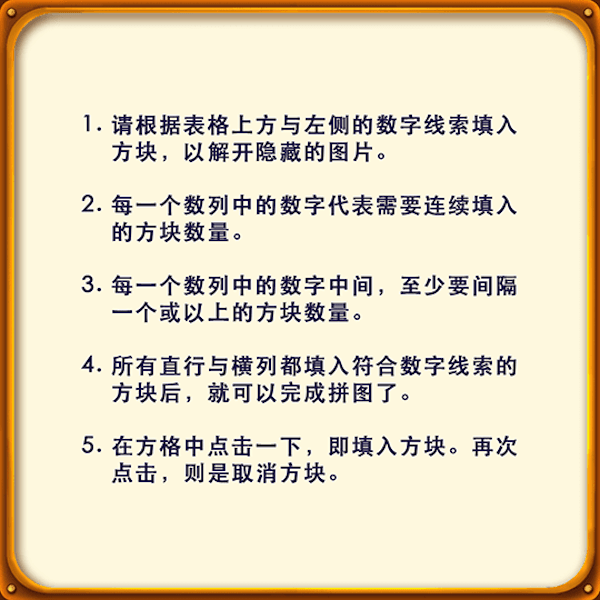 1. 请根据表格上方与左侧的数字线索填入
方块，以解开隐藏的图片。
2. 每一个数列中的数字代表需要连续填入
的方块数量。
3. 每一个数列中的数字中间，至少要间隔
一个或以上的方块数量。
4. 所有直行与横列都填入符合数字线索的
方块后，就可以完成拼图了。
5. 在方格中点击一下，即填入方块。再次
点击，则是取消方块。